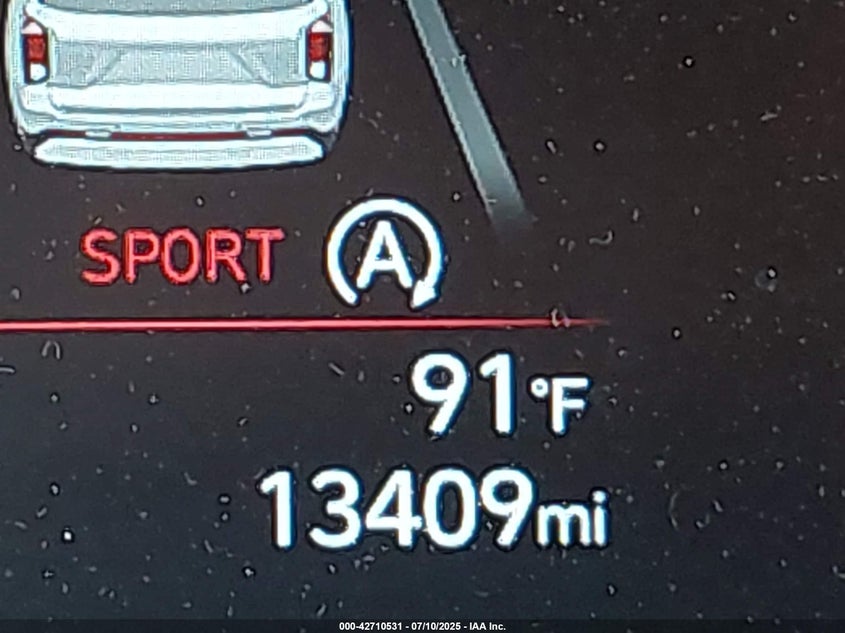 SPORT A
91°F
13409mi
000-42710531 - 07/10/2025 - IAA Inc.